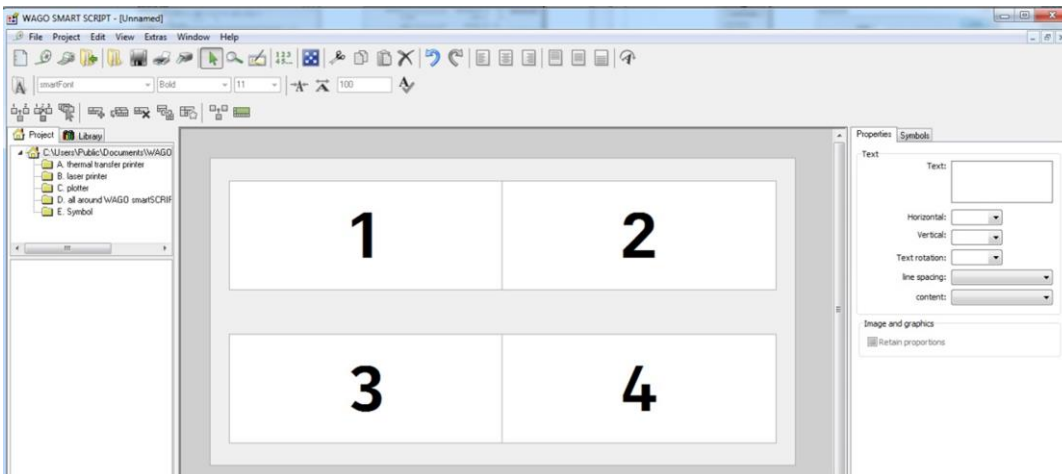 WAGO SMART SCRIPT - [Unnamed]
File Project Edit View Extras Window Help
smartFont Bold 11 100
Project Library
C:\Users\Public\Documents\WAGO
A. thermal transfer printer
B. laser printer
C. plotter
D. all around WAGO smartSCRIF
E. Symbol
1 2
3 4
Properties Symbols
Text
Text:
Horizontal:
Vertical:
Text rotation:
line spacing:
content:
Image and graphics
Retain proportions